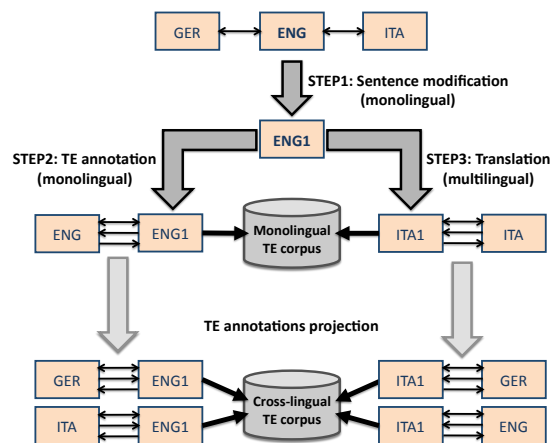 GER
ENG
ITA
STEP1: Sentence modification
(monolingual)
ENG1
STEP2: TE annotation
(monolingual)
STEP3: Translation
(multilingual)
ENG
ENG1
Monolingual
TE corpus
ITA1
ITA
TE annotations projection
GER
ENG1
ITA
ENG1
Cross-lingual
TE corpus
ITA1
GER
ITA1
ENG